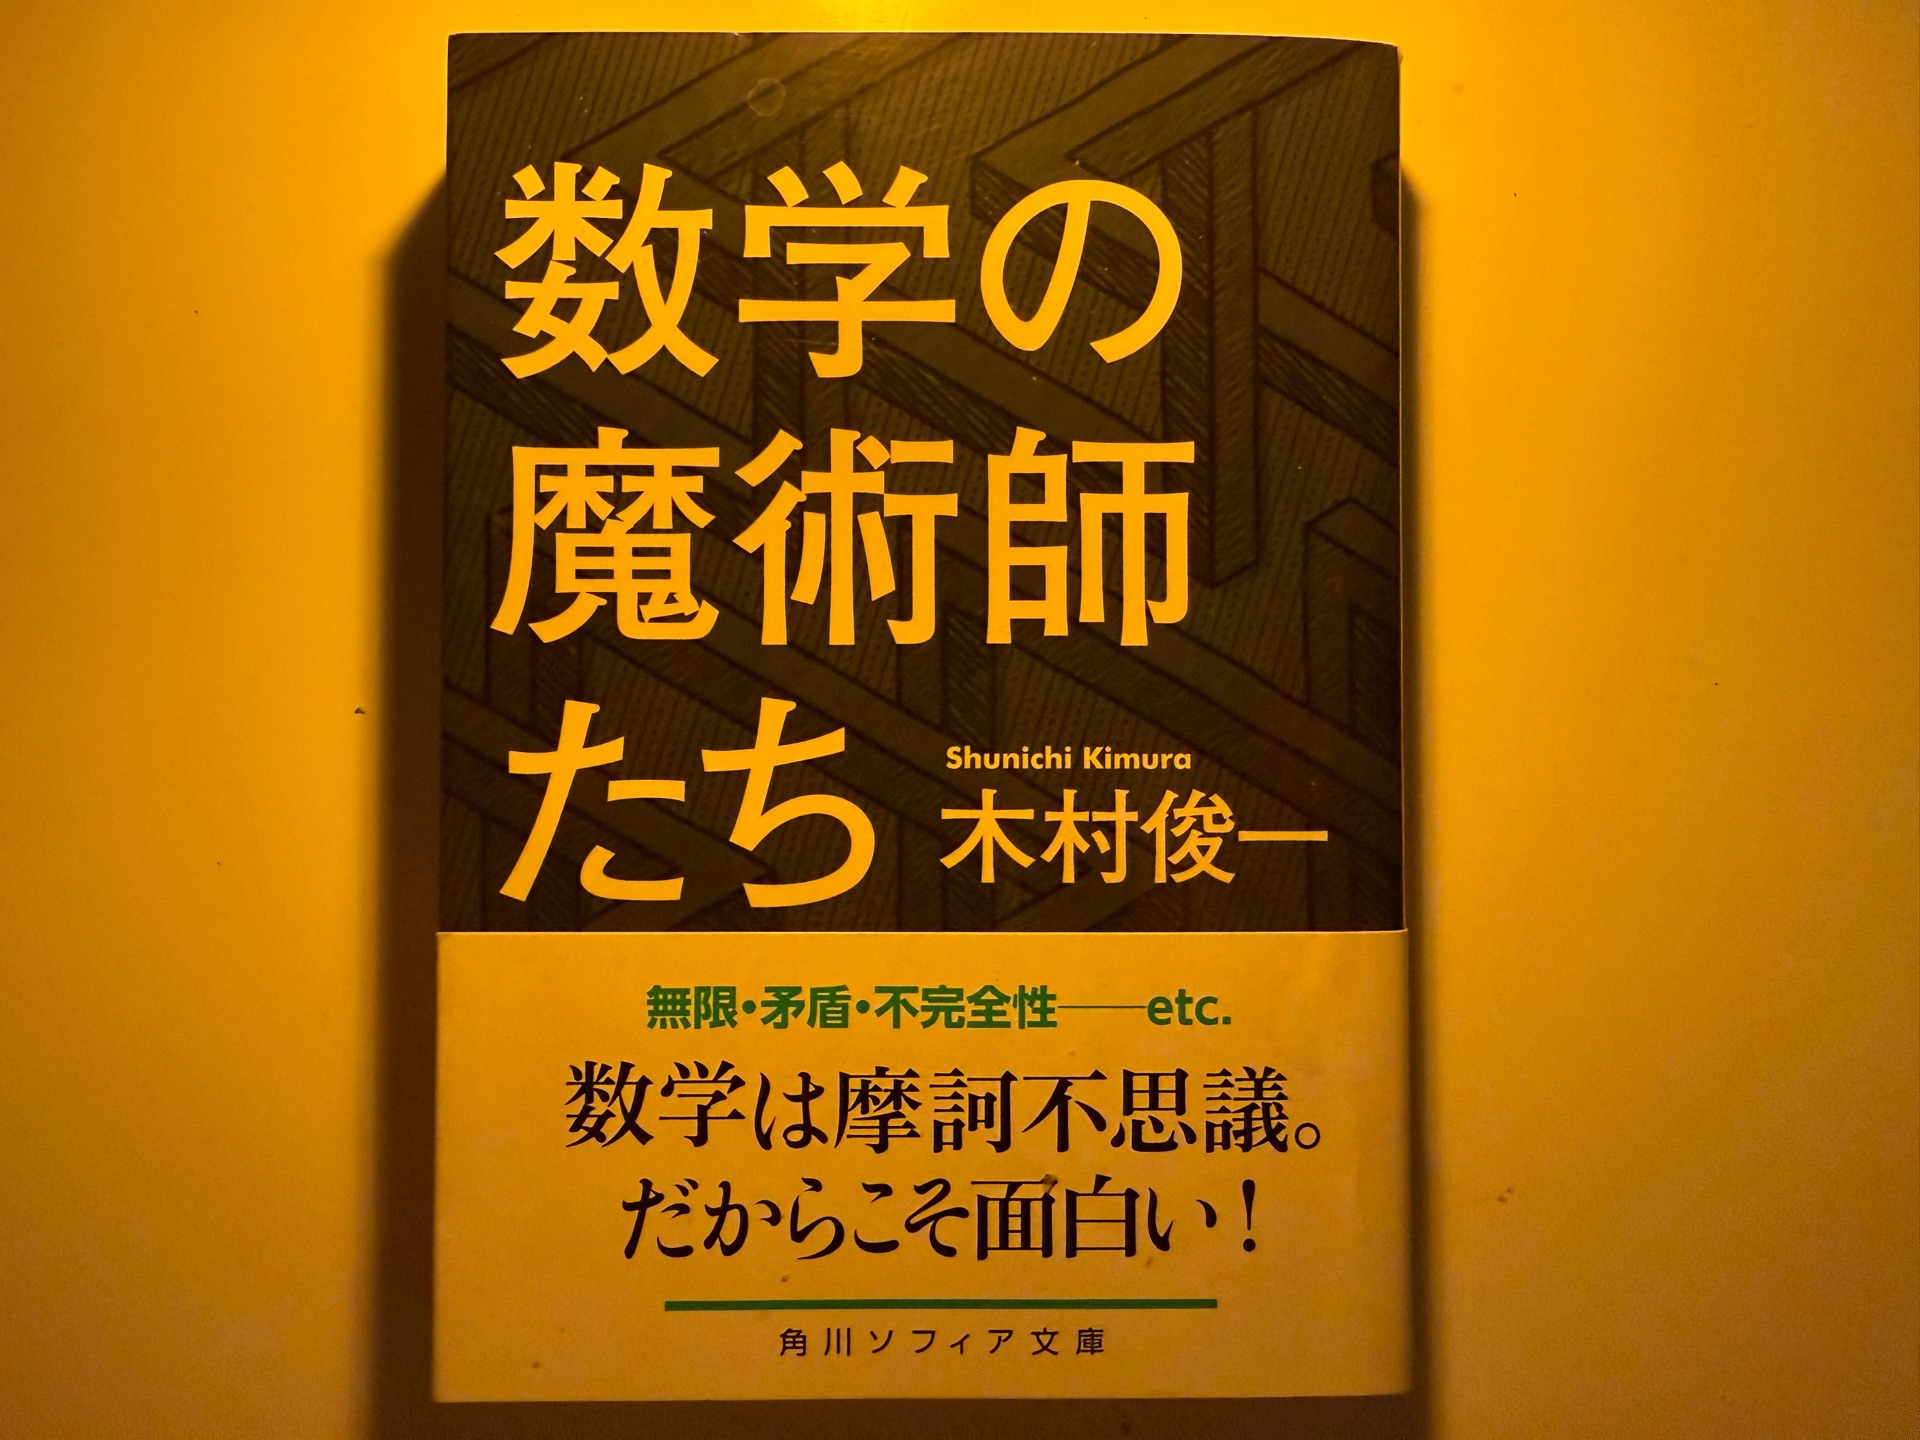 数学の
魔術師
たち
Shunichi Kimura
木村俊一
無限・矛盾・不完全性──etc.
数学は摩訶不思議。
だからこそ面白い！
角川ソフィア文庫